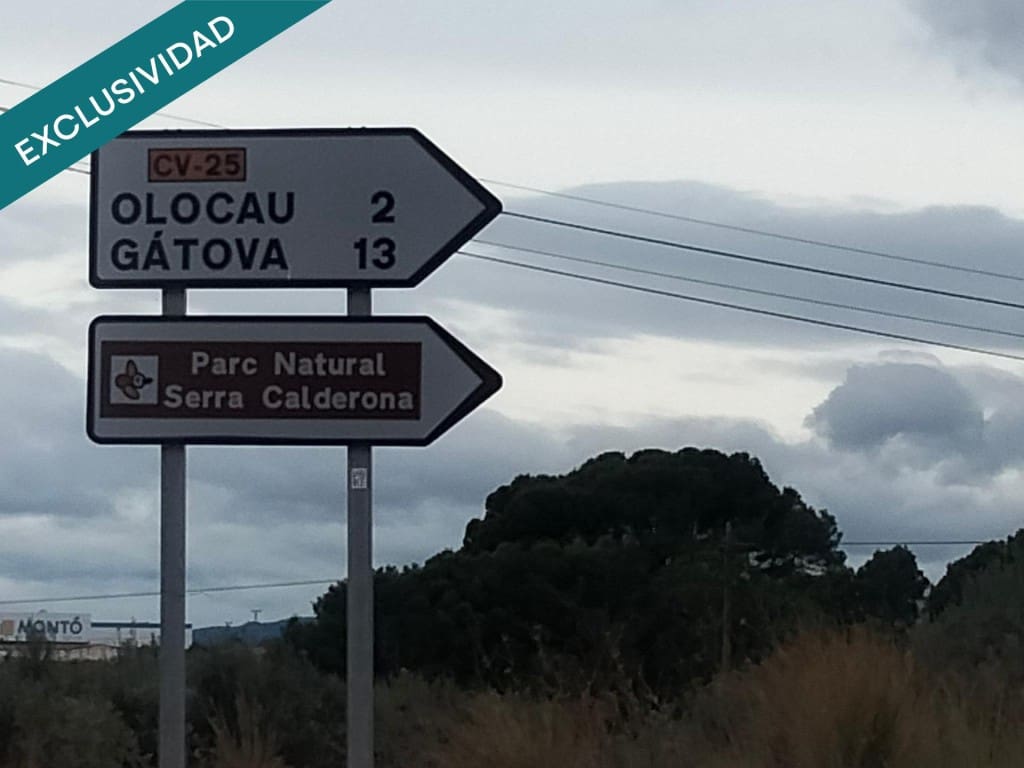 EXCLUSIVIDAD
CV-25
OLOCAU 2
GÁTOVA 13
Parc Natural
Serra Calderona
MONTÓ